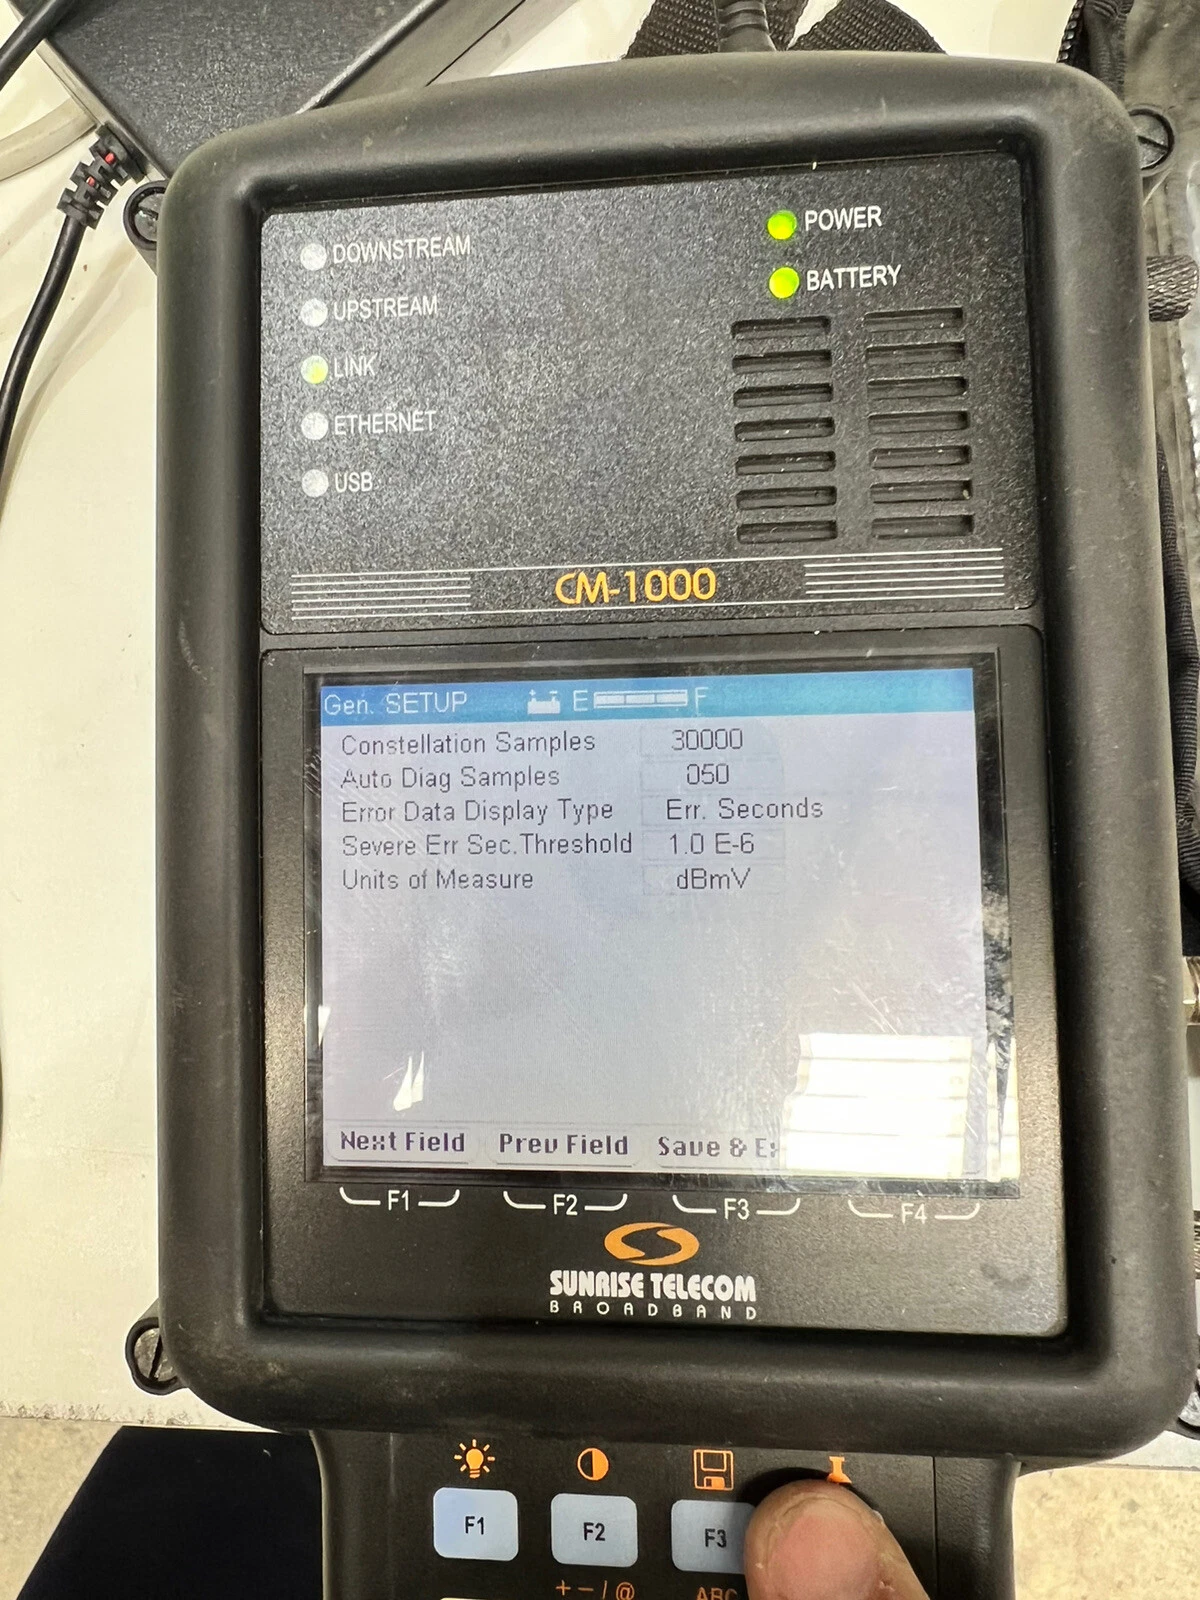 DOWNSTREAM
POWER
UPSTREAM
BATTERY
LINK
ETHERNET
USB
CM-1000
Gen. SETUP E F
Constellation Samples 30000
Auto Diag Samples 050
Error Data Display Type Err. Seconds
Severe Err Sec.Threshold 1.0 E-6
Units of Measure dBmV
Next Field Prev Field Save &
F1 F2 F3 F4
SUNRISE TELECOM
BROADBAND
F1 F2 F3
+ - / @ ABC